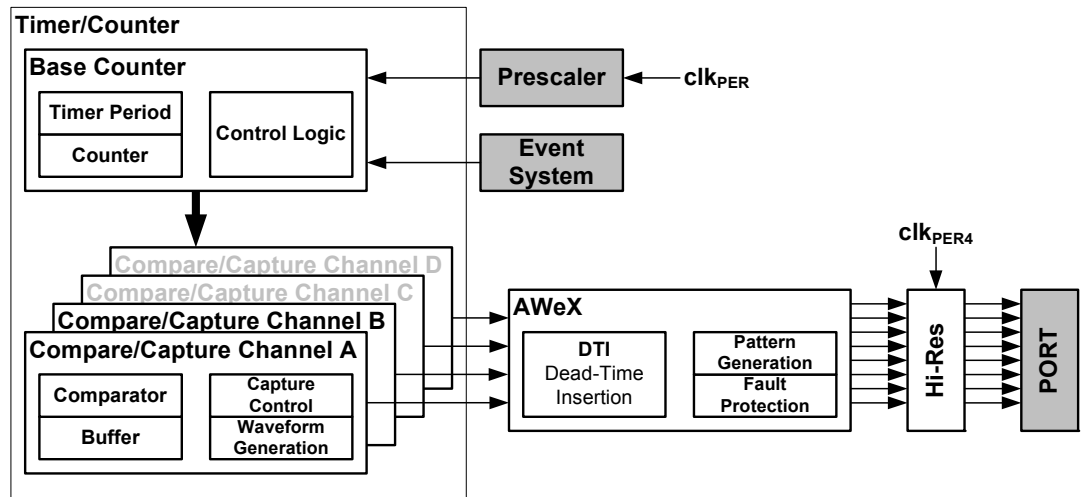 Timer/Counter
Base Counter
Timer Period
Counter
Control Logic
Prescaler
clkPER
Event
System
Compare/Capture Channel D
Compare/Capture Channel C
Compare/Capture Channel B
Compare/Capture Channel A
Comparator
Buffer
Capture
Control
Waveform
Generation
AWeX
DTI
Dead-Time
Insertion
Pattern
Generation
Fault
Protection
clkPER4
Hi-Res
PORT